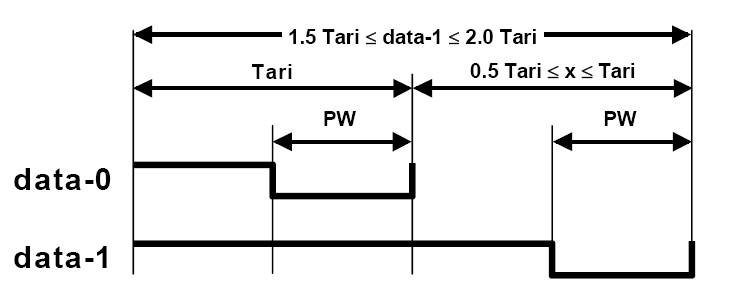 1.5 Tari ≤ data-1 ≤ 2.0 Tari
Tari
0.5 Tari ≤ x ≤ Tari
PW
PW
data-0
data-1